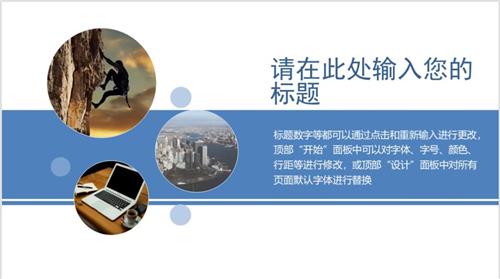 请在此处输入您的
标题
标题数字等都可以通过点击和重新输入进行更改，
顶部“开始”面板中可以对字体、字号、颜色、
行距等进行修改，或顶部“设计”面板中对所有
页面默认字体进行替换